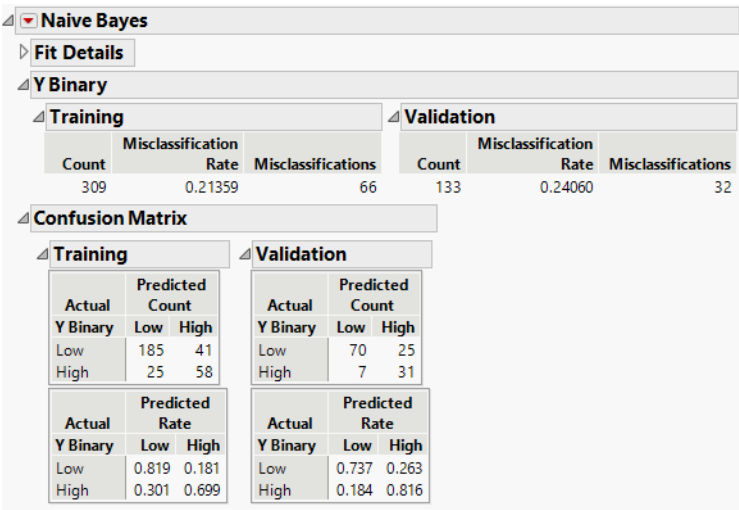 Naive Bayes
Fit Details
Y Binary
Training
Misclassification
Count Rate Misclassifications
309 0.21359 66
Validation
Misclassification
Count Rate Misclassifications
133 0.24060 32
Confusion Matrix
Training
Predicted
Actual Count
Y Binary Low High
Low 185 41
High 25 58
Predicted
Actual Rate
Y Binary Low High
Low 0.819 0.181
High 0.301 0.699
Validation
Predicted
Actual Count
Y Binary Low High
Low 70 25
High 7 31
Predicted
Actual Rate
Y Binary Low High
Low 0.737 0.263
High 0.184 0.816